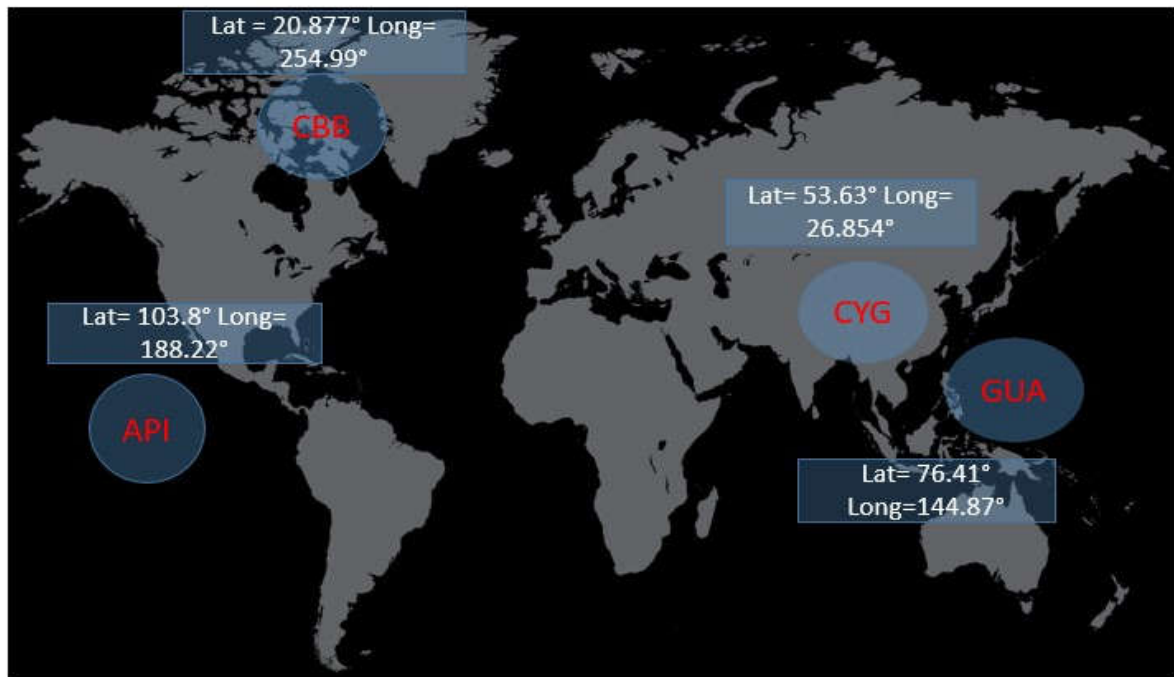 Lat = 20.877° Long=
254.99°
CBB
Lat= 53.63° Long=
26.854°
CYG
Lat= 103.8° Long=
188.22°
API
GUA
Lat= 76.41°
Long=144.87°